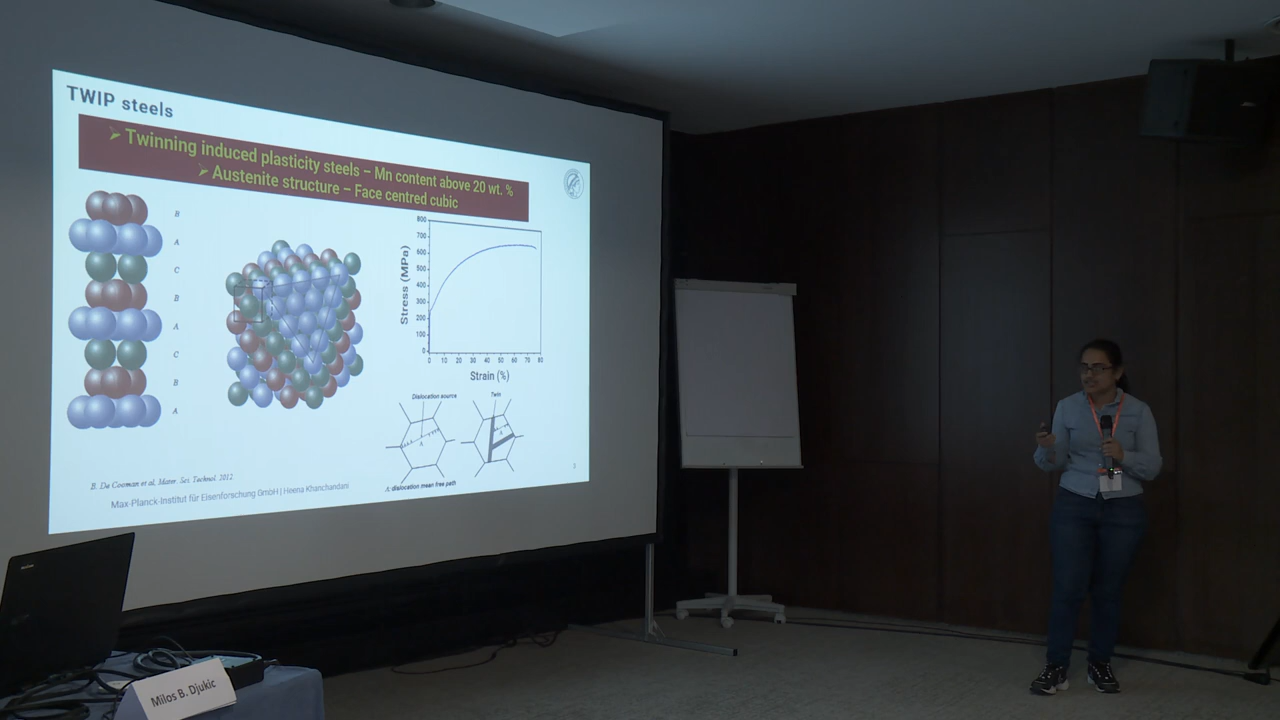 TWIP steels
➢ Twinning induced plasticity steels – Mn content above 20 wt. %
➢ Austenite structure – Face centred cubic
B
A
C
B
A
C
B
A
800
700
600
500
400
300
200
100
0
Stress (MPa)
0 10 20 30 40 50 60 70 80
Strain (%)
Dislocation source
Twin
Λ
Λ
Λ: dislocation mean free path
B. De Cooman et al, Mater. Sci. Technol. 2012
Max-Planck-Institut für Eisenforschung GmbH | Heena Khanchandani
Milos B. Djukic